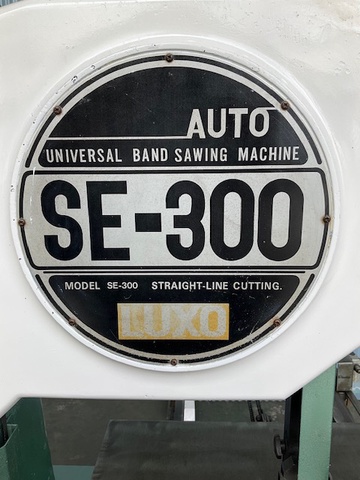 AUTO
UNIVERSAL BAND SAWING MACHINE
SE-300
MODEL SE-300 STRAIGHT-LINE CUTTING.
LUXO